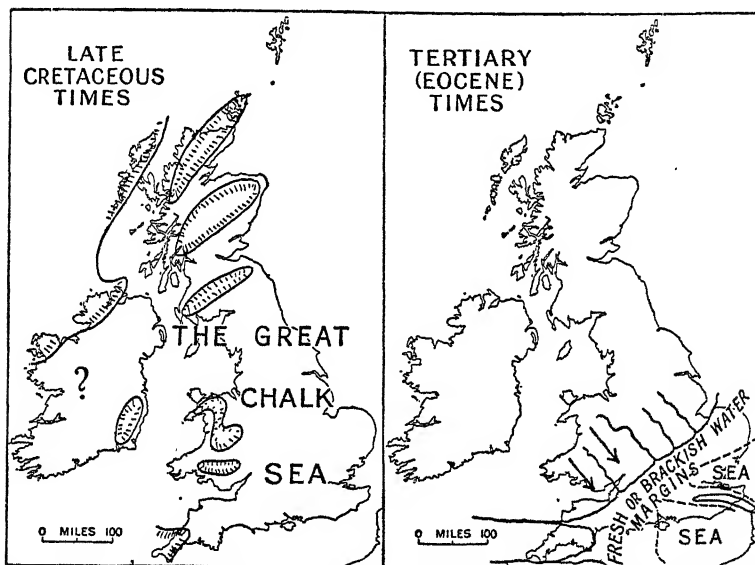 LATE
CRETACEOUS
TIMES
?
THE GREAT
CHALK
SEA
0 MILES 100
TERTIARY
(EOCENE)
TIMES
FRESH OR BRACKISH WATER
MARGINS
SEA
SEA
0 MILES 100